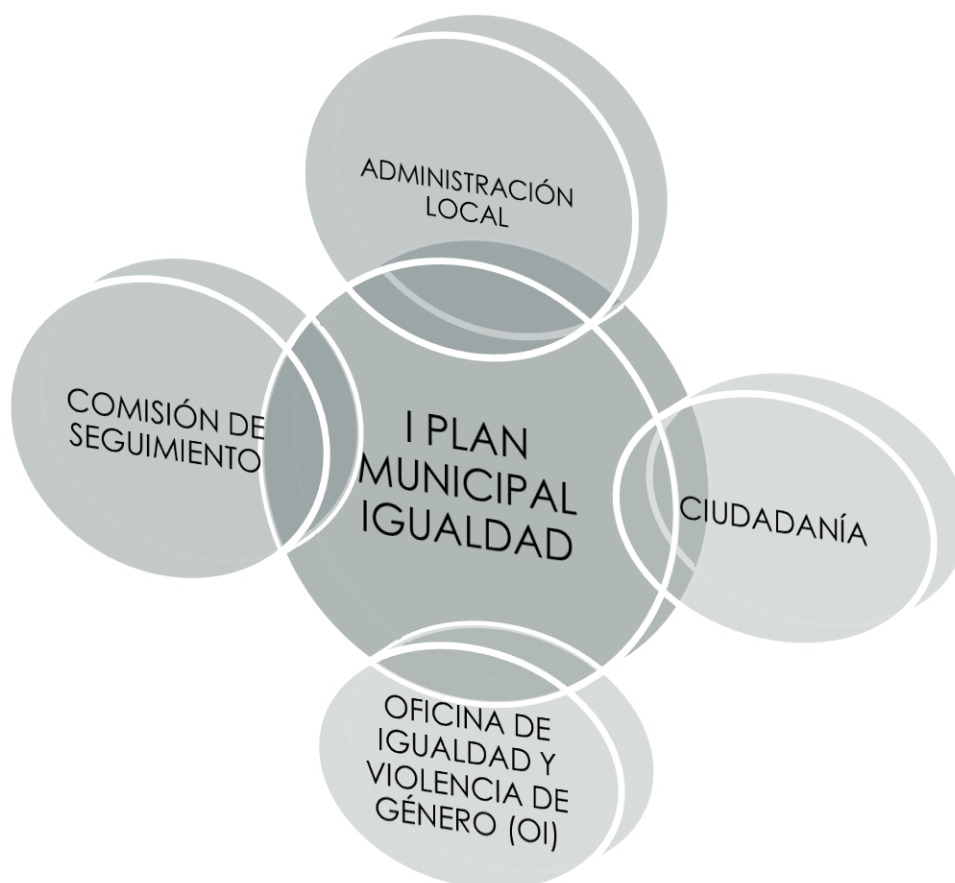 ADMINISTRACIÓN
LOCAL
COMISIÓN DE
SEGUIMIENTO
I PLAN
MUNICIPAL
IGUALDAD
CIUDADANÍA
OFICINA DE
IGUALDAD Y
VIOLENCIA DE
GÉNERO (OI)